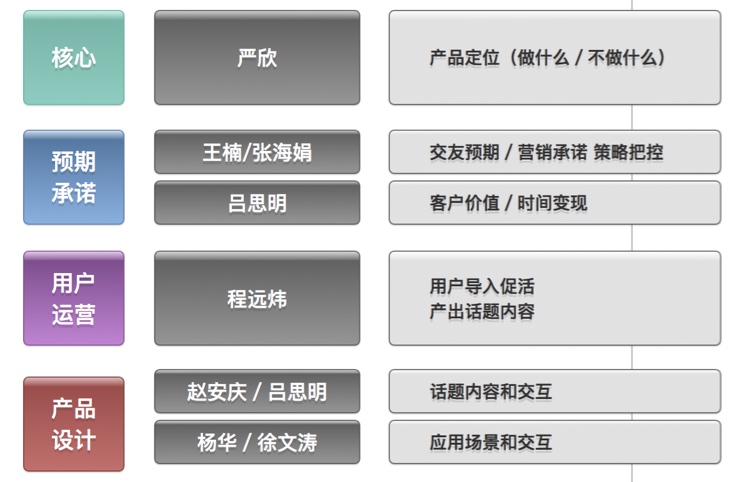 核心
严欣
产品定位（做什么 / 不做什么）
预期
承诺
王楠/张海娟
交友预期 / 营销承诺 策略把控
吕思明
客户价值 / 时间变现
用户
运营
程远炜
用户导入促活
产出话题内容
产品
设计
赵安庆 / 吕思明
话题内容和交互
杨华 / 徐文涛
应用场景和交互